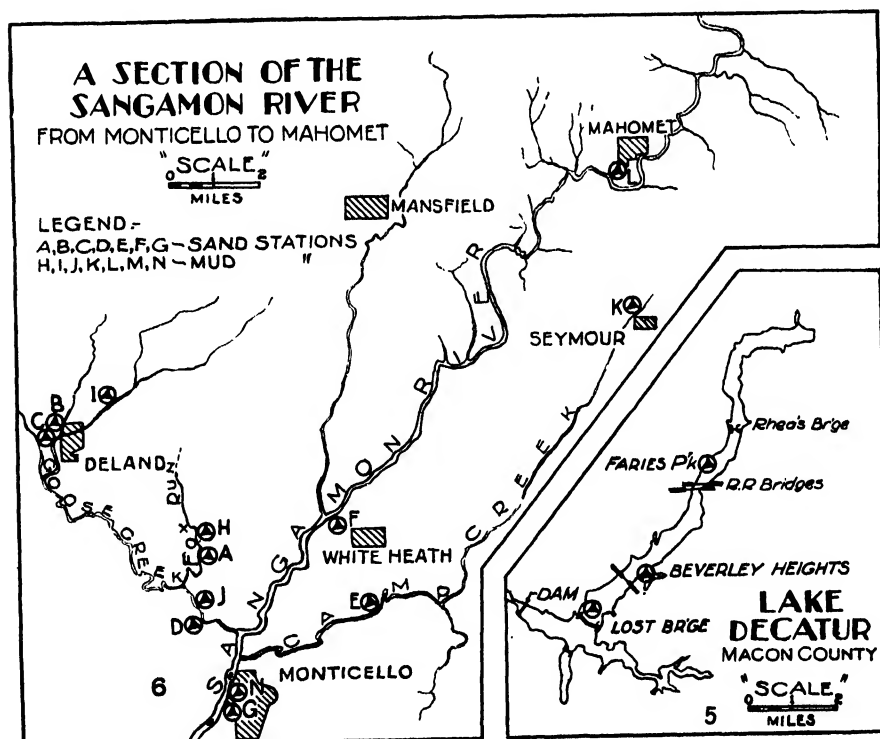 A SECTION OF THE
SANGAMON RIVER
FROM MONTICELLO TO MAHOMET
"SCALE"
0 2
MILES
LEGEND:-
A,B,C,D,E,F,G-SAND STATIONS
H,I,J,K,L,M,N-MUD "
MAHOMET
L
MANSFIELD
K
SEYMOUR
I
B
C
DELAND
GOOSE CREEK
FOX RUN
H
A
J
D
SANGAMON RIVER
F
WHITE HEATH
E
CAMP CREEK
MONTICELLO
N
G
6
Rhea's Br'ge
FARIES P'k
R.R Bridges
BEVERLEY HEIGHTS
DAM
LOST BR'GE
LAKE
DECATUR
MACON COUNTY
"SCALE"
0 2
MILES
5